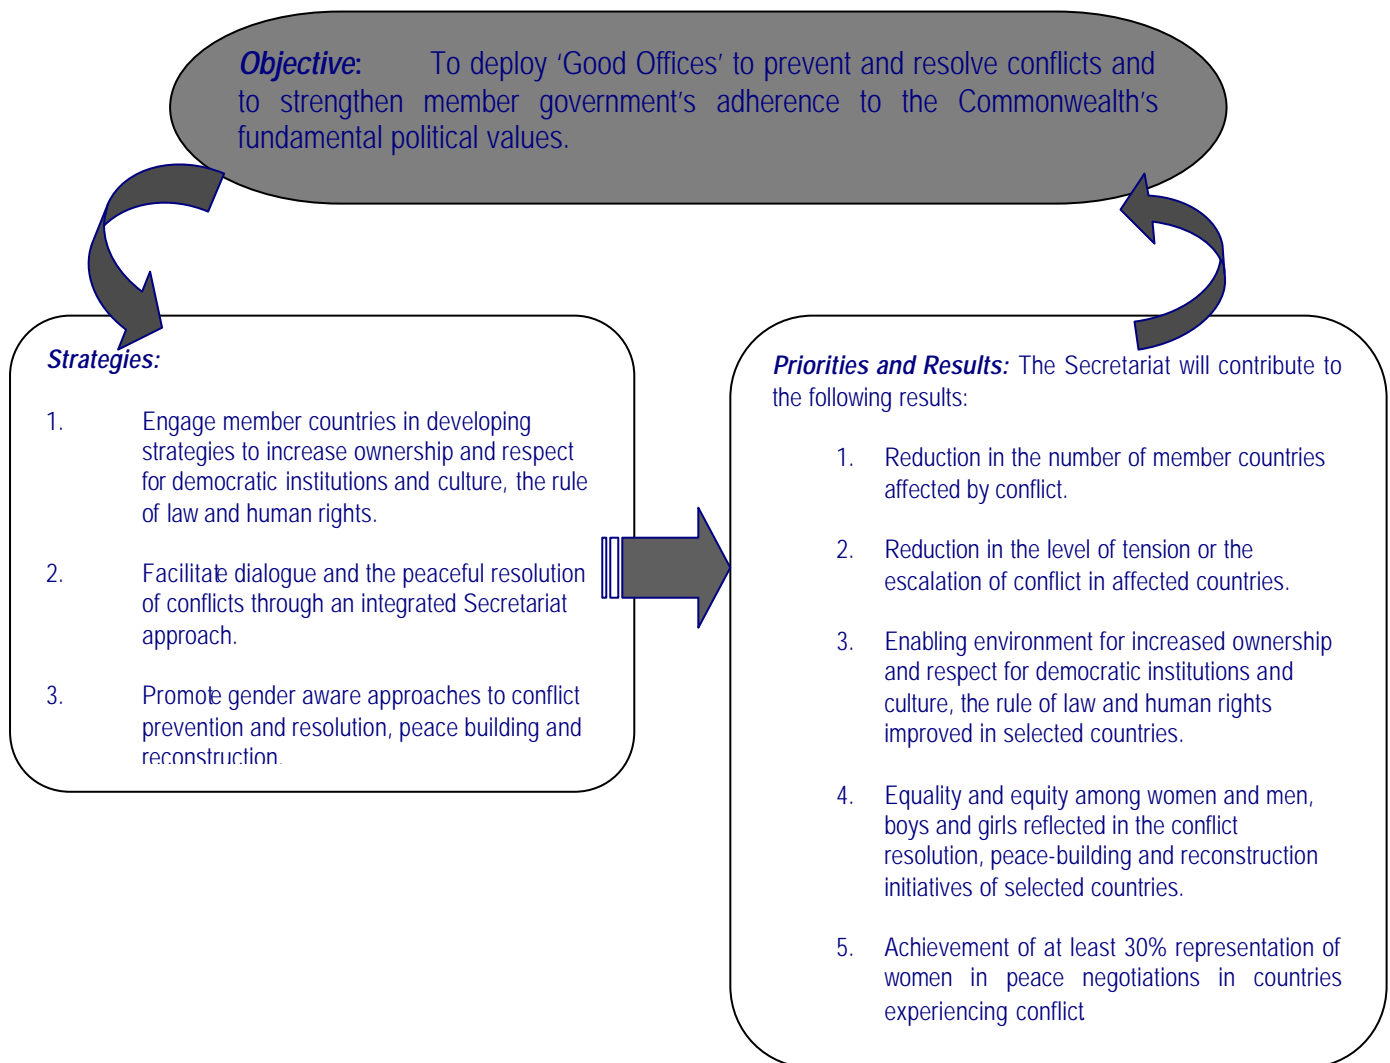 Objective: To deploy ‘Good Offices’ to prevent and resolve conflicts and
to strengthen member government’s adherence to the Commonwealth’s
fundamental political values.
Strategies:
1. Engage member countries in developing
strategies to increase ownership and respect
for democratic institutions and culture, the rule
of law and human rights.
2. Facilitate dialogue and the peaceful resolution
of conflicts through an integrated Secretariat
approach.
3. Promote gender aware approaches to conflict
prevention and resolution, peace building and
reconstruction.
Priorities and Results: The Secretariat will contribute to
the following results:
1. Reduction in the number of member countries
affected by conflict.
2. Reduction in the level of tension or the
escalation of conflict in affected countries.
3. Enabling environment for increased ownership
and respect for democratic institutions and
culture, the rule of law and human rights
improved in selected countries.
4. Equality and equity among women and men,
boys and girls reflected in the conflict
resolution, peace-building and reconstruction
initiatives of selected countries.
5. Achievement of at least 30% representation of
women in peace negotiations in countries
experiencing conflict.